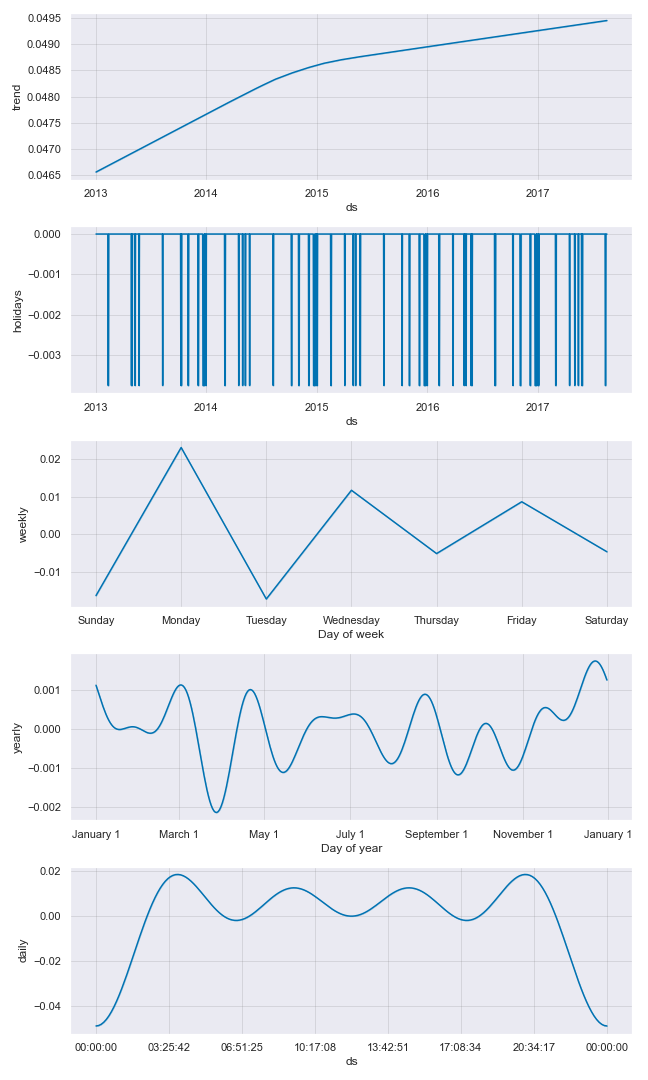 0.0495
0.0490
0.0485
0.0480
0.0475
0.0470
0.0465
trend
2013 2014 2015 2016 2017
ds
0.000
−0.001
−0.002
−0.003
holidays
2013 2014 2015 2016 2017
ds
0.02
0.01
0.00
−0.01
weekly
Sunday Monday Tuesday Wednesday Thursday Friday Saturday
Day of week
0.001
0.000
−0.001
−0.002
yearly
January 1 March 1 May 1 July 1 September 1 November 1 January 1
Day of year
0.02
0.00
−0.02
−0.04
daily
00:00:00 03:25:42 06:51:25 10:17:08 13:42:51 17:08:34 20:34:17 00:00:00
ds